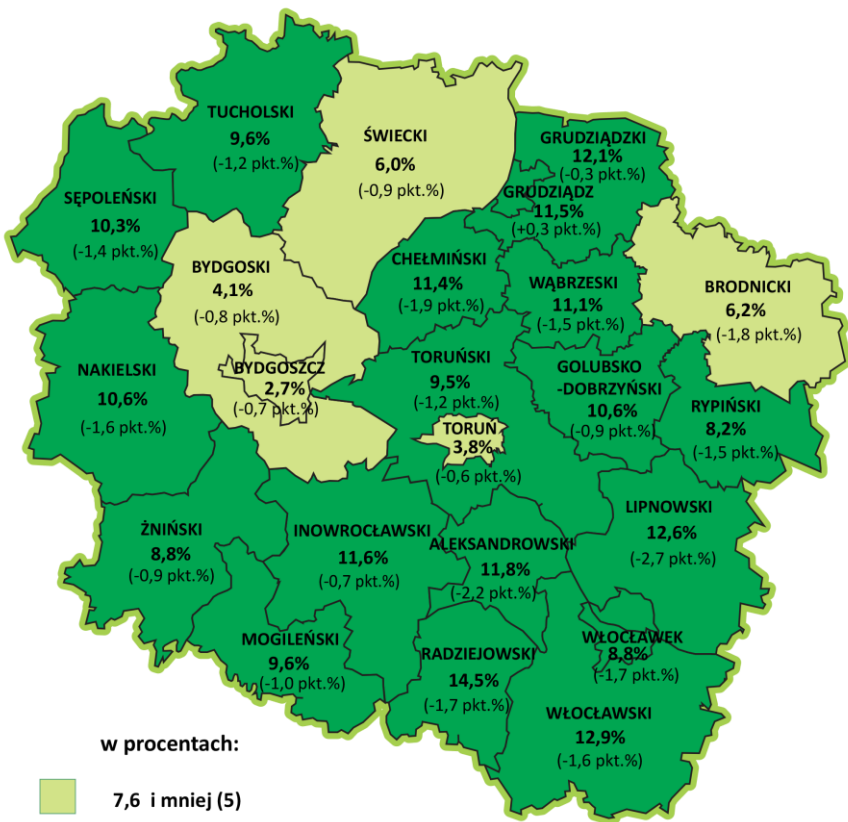 TUCHOLSKI
9,6%
(-1,2 pkt.%)
ŚWIECKI
6,0%
(-0,9 pkt.%)
GRUDZIĄDZKI
12,1%
(-0,3 pkt.%)
GRUDZIĄDZ
11,5%
(+0,3 pkt.%)
SĘPOLEŃSKI
10,3%
(-1,4 pkt.%)
BYDGOSKI
4,1%
(-0,8 pkt.%)
CHEŁMIŃSKI
11,4%
(-1,9 pkt.%)
WĄBRZESKI
11,1%
(-1,5 pkt.%)
BRODNICKI
6,2%
(-1,8 pkt.%)
NAKIELSKI
10,6%
(-1,6 pkt.%)
BYDGOSZCZ
2,7%
(-0,7 pkt.%)
TORUŃSKI
9,5%
(-1,2 pkt.%)
GOLUBSKO
-DOBRZYŃSKI
10,6%
(-0,9 pkt.%)
RYPIŃSKI
8,2%
(-1,5 pkt.%)
TORUŃ
3,8%
(-0,6 pkt.%)
ŻNIŃSKI
8,8%
(-0,9 pkt.%)
INOWROCŁAWSKI
11,6%
(-0,7 pkt.%)
ALEKSANDROWSKI
11,8%
(-2,2 pkt.%)
LIPNOWSKI
12,6%
(-2,7 pkt.%)
MOGILEŃSKI
9,6%
(-1,0 pkt.%)
RADZIEJOWSKI
14,5%
(-1,7 pkt.%)
WŁOCŁAWEK
8,8%
(-1,7 pkt.%)
WŁOCŁAWSKI
12,9%
(-1,6 pkt.%)
w procentach:
7,6 i mniej (5)